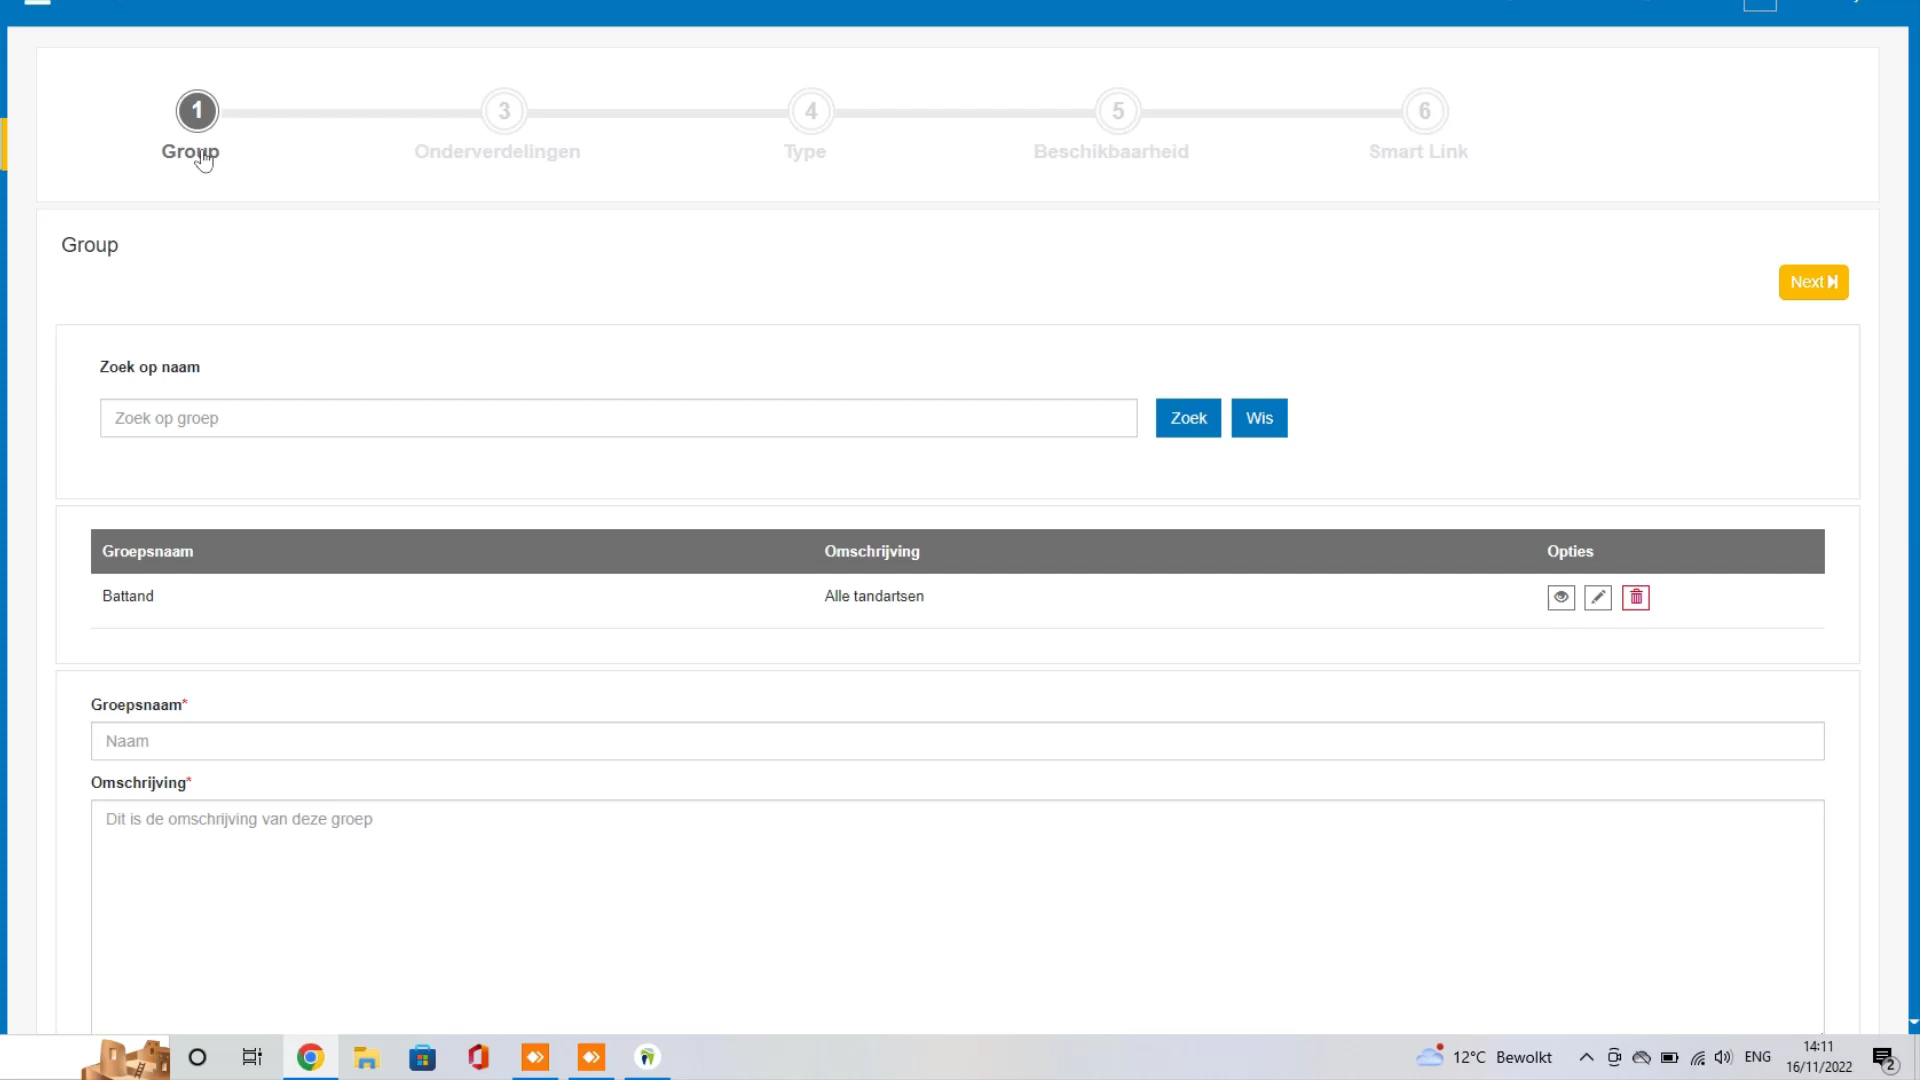 1 3 4 5 6
Group Onderverdelingen Type Beschikbaarheid Smart Link
Group
Next
Zoek op naam
Zoek op groep Zoek Wis
Groepsnaam Omschrijving Opties
Battand Alle tandartsen
Groepsnaam*
Naam
Omschrijving*
Dit is de omschrijving van deze groep
12°C Bewolkt ENG 14:11
16/11/2022 2